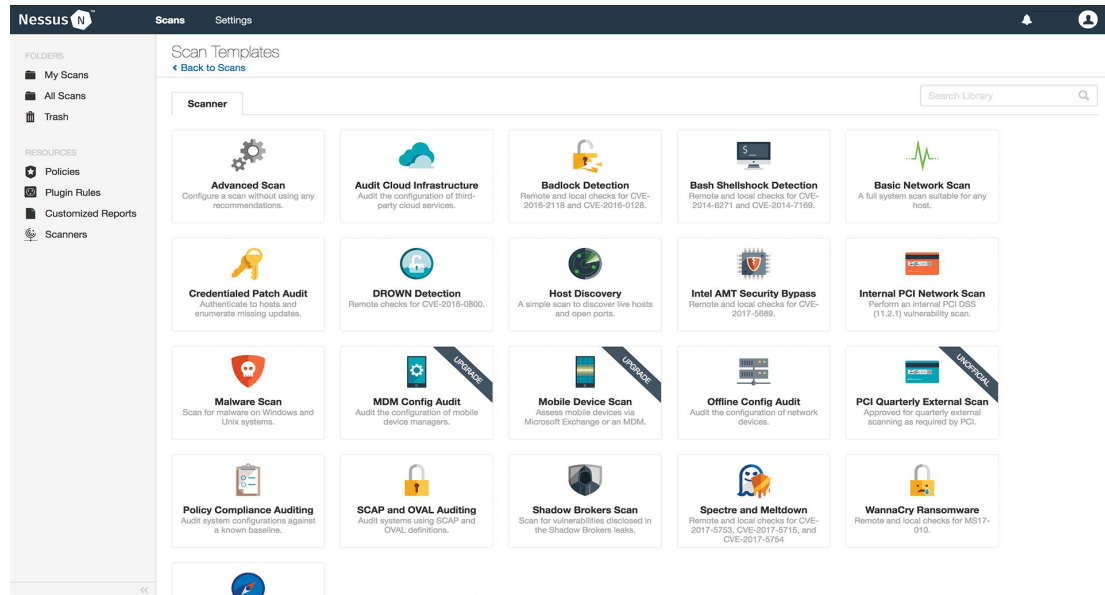 Nessus N ™
Scans Settings
FOLDERS
My Scans
All Scans
Trash
RESOURCES
Policies
Plugin Rules
Customized Reports
Scanners
«
Scan Templates
‹ Back to Scans
Scanner
Search Library
Advanced Scan
Configure a scan without using any
recommendations.
Audit Cloud Infrastructure
Audit the configuration of third-
party cloud services.
Badlock Detection
Remote and local checks for CVE-
2016-2118 and CVE-2016-0128.
$_
Bash Shellshock Detection
Remote and local checks for CVE-
2014-6271 and CVE-2014-7169.
Basic Network Scan
A full system scan suitable for any
host.
Credentialed Patch Audit
Authenticate to hosts and
enumerate missing updates.
DROWN Detection
Remote checks for CVE-2016-0800.
Host Discovery
A simple scan to discover live hosts
and open ports.
Intel AMT Security Bypass
Remote and local checks for CVE-
2017-5689.
Internal PCI Network Scan
Perform an internal PCI DSS
(11.2.1) vulnerability scan.
Malware Scan
Scan for malware on Windows and
Unix systems.
UPGRADE
MDM Config Audit
Audit the configuration of mobile
device managers.
UPGRADE
Mobile Device Scan
Assess mobile devices via
Microsoft Exchange or an MDM.
Offline Config Audit
Audit the configuration of network
devices.
UNOFFICIAL
PCI Quarterly External Scan
Approved for quarterly external
scanning as required by PCI.
Policy Compliance Auditing
Audit system configurations against
a known baseline.
SCAP and OVAL Auditing
Audit systems using SCAP and
OVAL definitions.
Shadow Brokers Scan
Scan for vulnerabilities disclosed in
the Shadow Brokers leaks.
Spectre and Meltdown
Remote and local checks for CVE-
2017-5753, CVE-2017-5715, and
CVE-2017-5754
WannaCry Ransomware
Remote and local checks for MS17-
010.